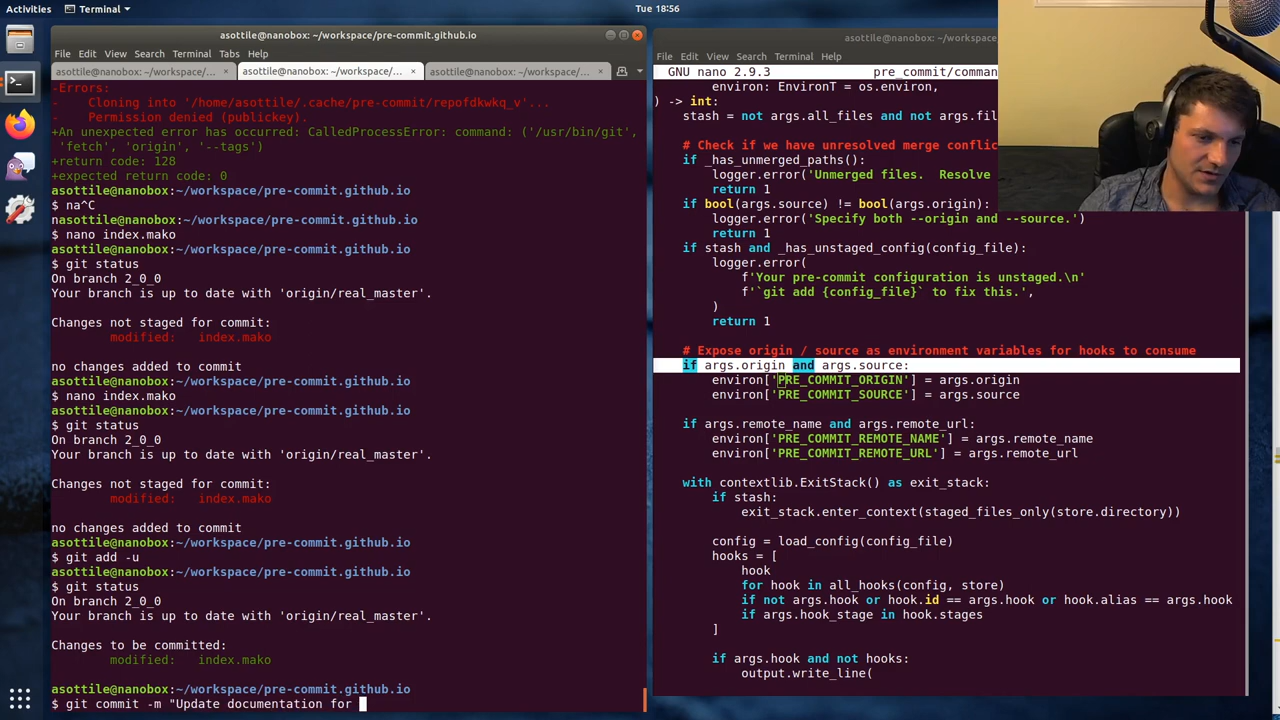 Activities
Terminal
Tue 18:56
asottile@nanobox: ~/workspace/pre-commit.github.io
File Edit View Search Terminal Tabs Help
asottile@nanobox: ~/workspace/... × asottile@nanobox: ~/workspace/... × asottile@nanobox: ~/workspace/... ×
-Errors:
-    Cloning into '/home/asottile/.cache/pre-commit/repofdkwkq_v'...
-    Permission denied (publickey).
+An unexpected error has occurred: CalledProcessError: command: ('/usr/bin/git',
 'fetch', 'origin', '--tags')
+return code: 128
+expected return code: 0
asottile@nanobox:~/workspace/pre-commit.github.io
$ na^C
nasottile@nanobox:~/workspace/pre-commit.github.io
$ nano index.mako
asottile@nanobox:~/workspace/pre-commit.github.io
$ git status
On branch 2_0_0
Your branch is up to date with 'origin/real_master'.
Changes not staged for commit:
modified:   index.mako
no changes added to commit
asottile@nanobox:~/workspace/pre-commit.github.io
$ nano index.mako
asottile@nanobox:~/workspace/pre-commit.github.io
$ git status
On branch 2_0_0
Your branch is up to date with 'origin/real_master'.
Changes not staged for commit:
modified:   index.mako
no changes added to commit
asottile@nanobox:~/workspace/pre-commit.github.io
$ git add -u
asottile@nanobox:~/workspace/pre-commit.github.io
$ git status
On branch 2_0_0
Your branch is up to date with 'origin/real_master'.
Changes to be committed:
modified:   index.mako
asottile@nanobox:~/workspace/pre-commit.github.io
$ git commit -m "Update documentation for
asottile@nanobox: ~/workspace/
File Edit View Search Terminal Help
GNU nano 2.9.3 pre_commit/comman
environ: EnvironT = os.environ,
) -> int:
stash = not args.all_files and not args.fil
# Check if we have unresolved merge conflic
if _has_unmerged_paths():
logger.error('Unmerged files.  Resolve
return 1
if bool(args.source) != bool(args.origin):
logger.error('Specify both --origin and --source.')
return 1
if stash and _has_unstaged_config(config_file):
logger.error(
f'Your pre-commit configuration is unstaged.\n'
f'`git add {config_file}` to fix this.',
)
return 1
# Expose origin / source as environment variables for hooks to consume
if args.origin and args.source:
environ['PRE_COMMIT_ORIGIN'] = args.origin
environ['PRE_COMMIT_SOURCE'] = args.source
if args.remote_name and args.remote_url:
environ['PRE_COMMIT_REMOTE_NAME'] = args.remote_name
environ['PRE_COMMIT_REMOTE_URL'] = args.remote_url
with contextlib.ExitStack() as exit_stack:
if stash:
exit_stack.enter_context(staged_files_only(store.directory))
config = load_config(config_file)
hooks = [
hook
for hook in all_hooks(config, store)
if not args.hook or hook.id == args.hook or hook.alias == args.hook
if args.hook_stage in hook.stages
]
if args.hook and not hooks:
output.write_line(